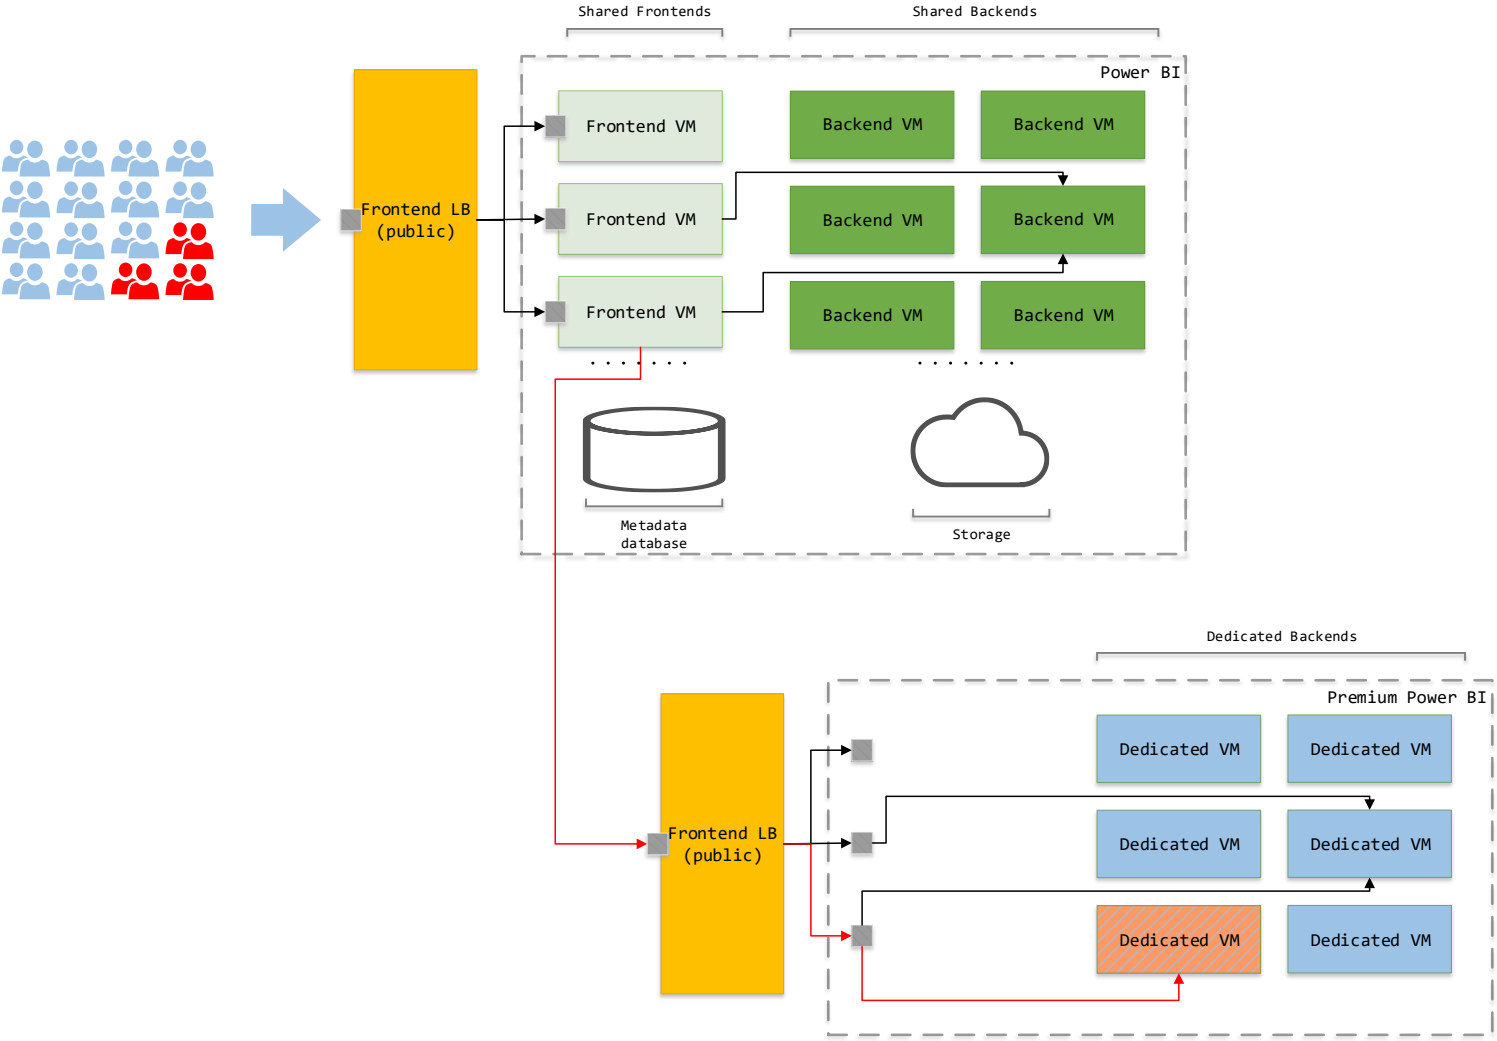 Shared Frontends
Shared Backends
Power BI
Frontend VM
Backend VM
Backend VM
Frontend LB
(public)
Frontend VM
Backend VM
Backend VM
Frontend VM
Backend VM
Backend VM
. . . . . . .
. . . . . . .
Metadata
database
Storage
Dedicated Backends
Premium Power BI
Dedicated VM
Dedicated VM
Frontend LB
(public)
Dedicated VM
Dedicated VM
Dedicated VM
Dedicated VM